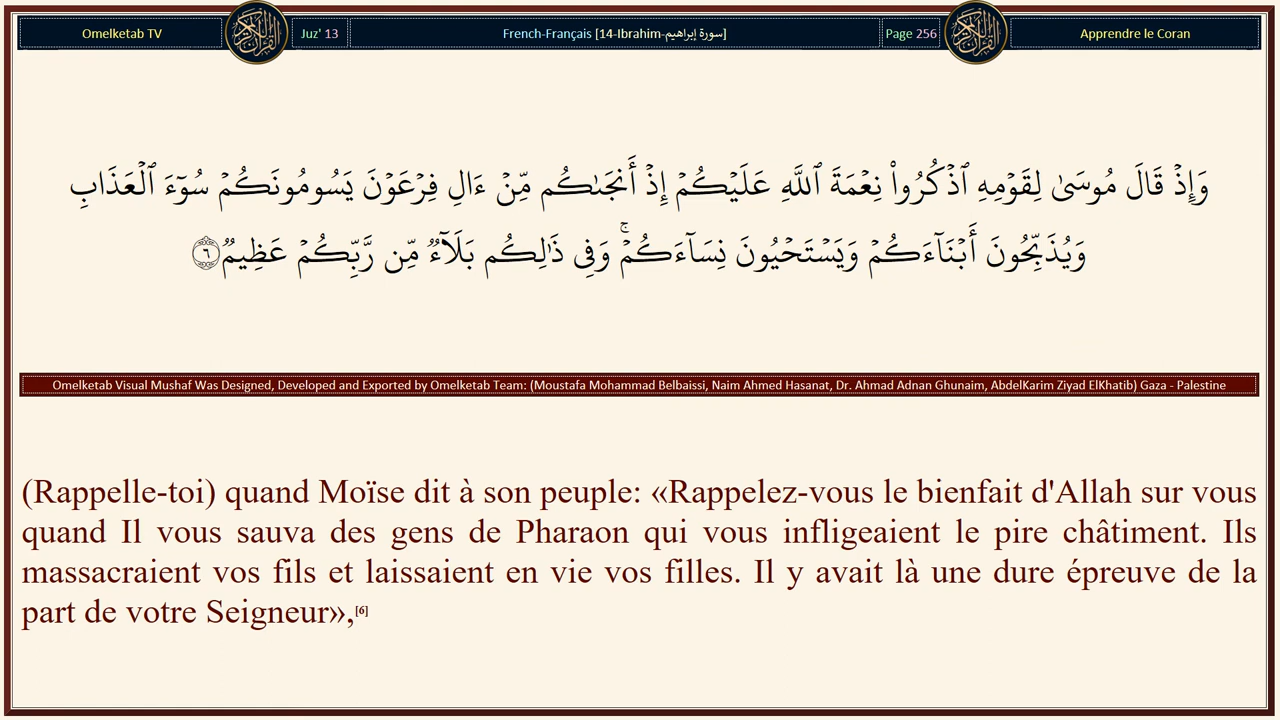 Omelketab TV
Juz' 13
French-Français [14-Ibrahim-سورة إبراهيم]
Page 256
Apprendre le Coran
وَإِذۡ قَالَ مُوسَىٰ لِقَوۡمِهِ ٱذۡكُرُواْ نِعۡمَةَ ٱللَّهِ عَلَيۡكُمۡ إِذۡ أَنجَىٰكُم مِّنۡ ءَالِ فِرۡعَوۡنَ يَسُومُونَكُمۡ سُوٓءَ ٱلۡعَذَابِ
وَيُذَبِّحُونَ أَبۡنَآءَكُمۡ وَيَسۡتَحۡيُونَ نِسَآءَكُمۡۚ وَفِي ذَٰلِكُم بَلَآءٞ مِّن رَّبِّكُمۡ عَظِيمٞ ٦
Omelketab Visual Mushaf Was Designed, Developed and Exported by Omelketab Team: (Moustafa Mohammad Belbaissi, Naim Ahmed Hasanat, Dr. Ahmad Adnan Ghunaim, AbdelKarim Ziyad ElKhatib) Gaza - Palestine
(Rappelle-toi) quand Moïse dit à son peuple: «Rappelez-vous le bienfait d'Allah sur vous
quand Il vous sauva des gens de Pharaon qui vous infligeaient le pire châtiment. Ils
massacraient vos fils et laissaient en vie vos filles. Il y avait là une dure épreuve de la
part de votre Seigneur»,[6]